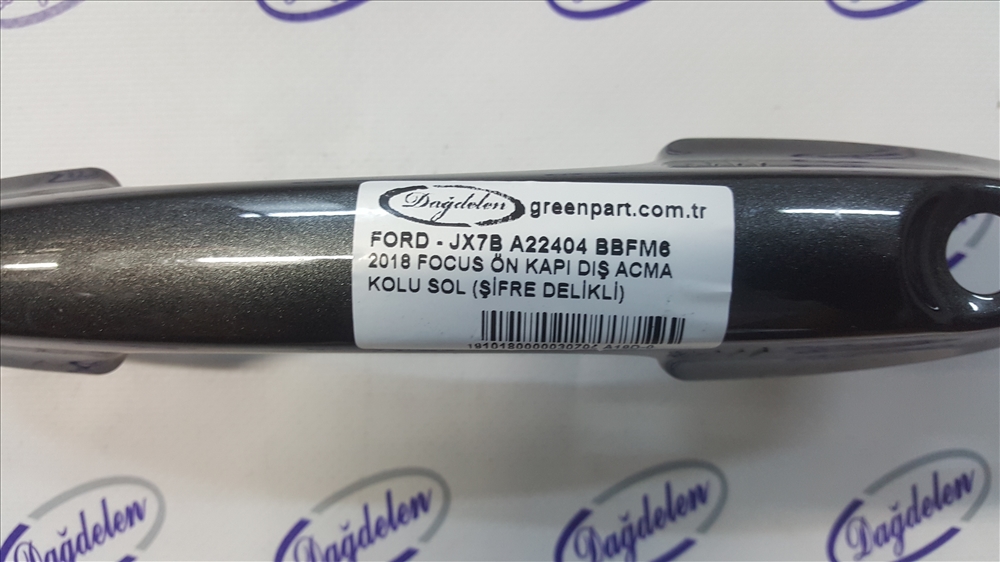 Dağdelen greenpart.com.tr
FORD - JX7B A22404 BBFM6
2018 FOCUS ÖN KAPI DIŞ ACMA
KOLU SOL (ŞİFRE DELİKLİ)
Dağdelen Dağdelen Dağdelen Dağdelen